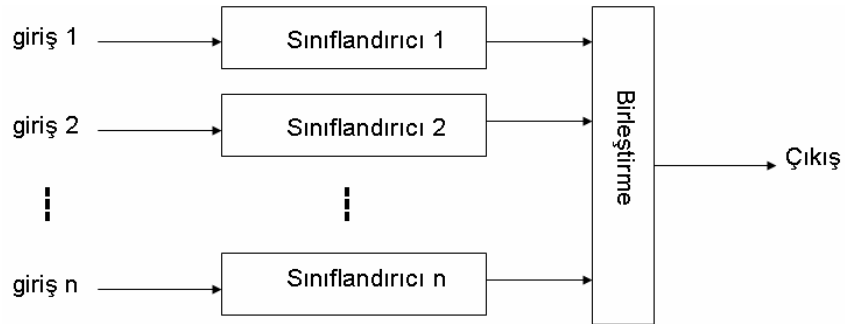 giriş 1
Sınıflandırıcı 1
giriş 2
Sınıflandırıcı 2
giriş n
Sınıflandırıcı n
Birleştirme
Çıkış